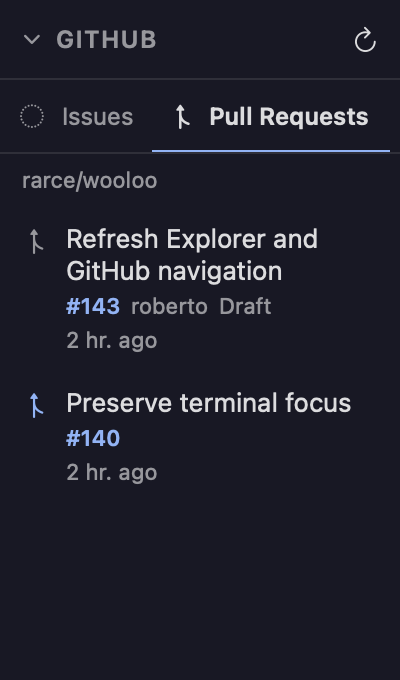 GITHUB
Issues Pull Requests
rarce/wooloo
Refresh Explorer and
GitHub navigation
#143 roberto Draft
2 hr. ago
Preserve terminal focus
#140
2 hr. ago